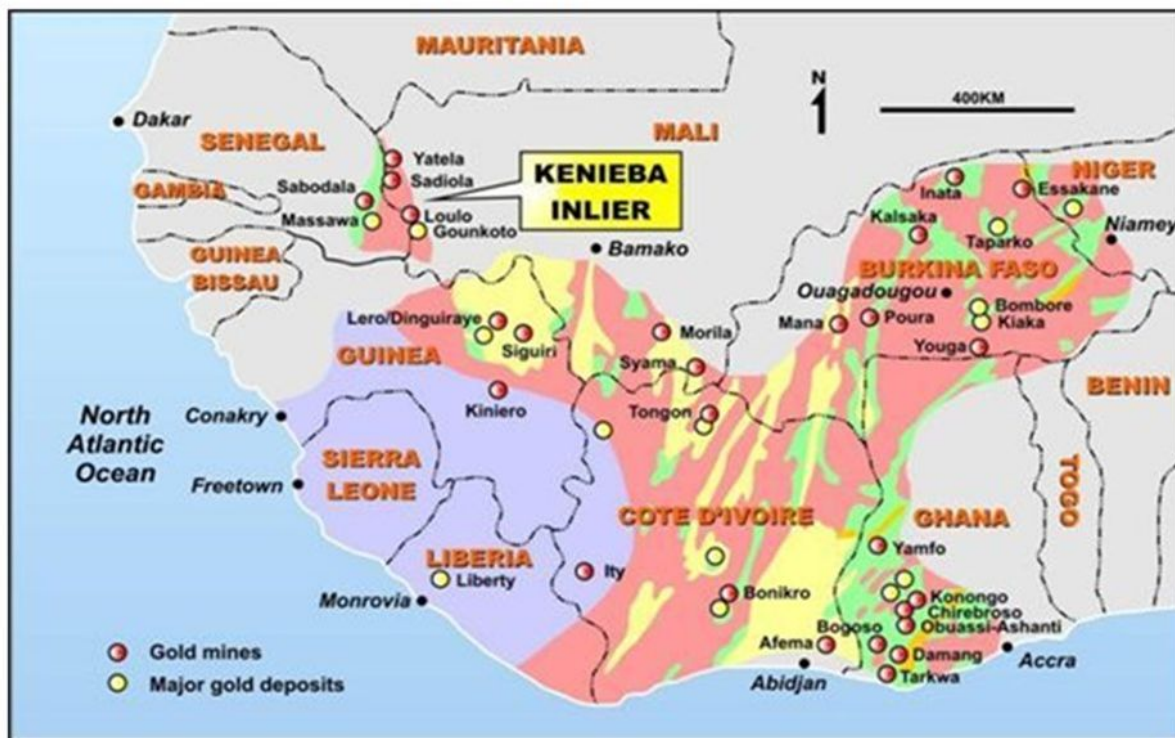 MAURITANIA
N
400KM
Dakar
SENEGAL
MALI
NIGER
Yatela
Sadiola
KENIEBA
INLIER
GAMBIA
Sabodala
Massawa
Loulo
Gounkoto
Inata
Essakane
Kalsaka
Taparko
Niamey
GUINEA
BISSAU
Bamako
BURKINA FASO
Ouagadougou
Bombore
Kiaka
Mana
Poura
Youga
Lero/Dinguiraye
Siguiri
Morila
Syama
GUINEA
Kiniero
Tongon
BENIN
TOGO
North
Atlantic
Ocean
Conakry
Freetown
SIERRA
LEONE
COTE D'IVOIRE
GHANA
Yamfo
LIBERIA
Liberty
Ity
Monrovia
Bonikro
Konongo
Chirebroso
Obuassi-Ashanti
Bogoso
Afema
Damang
Tarkwa
Accra
Abidjan
Gold mines
Major gold deposits